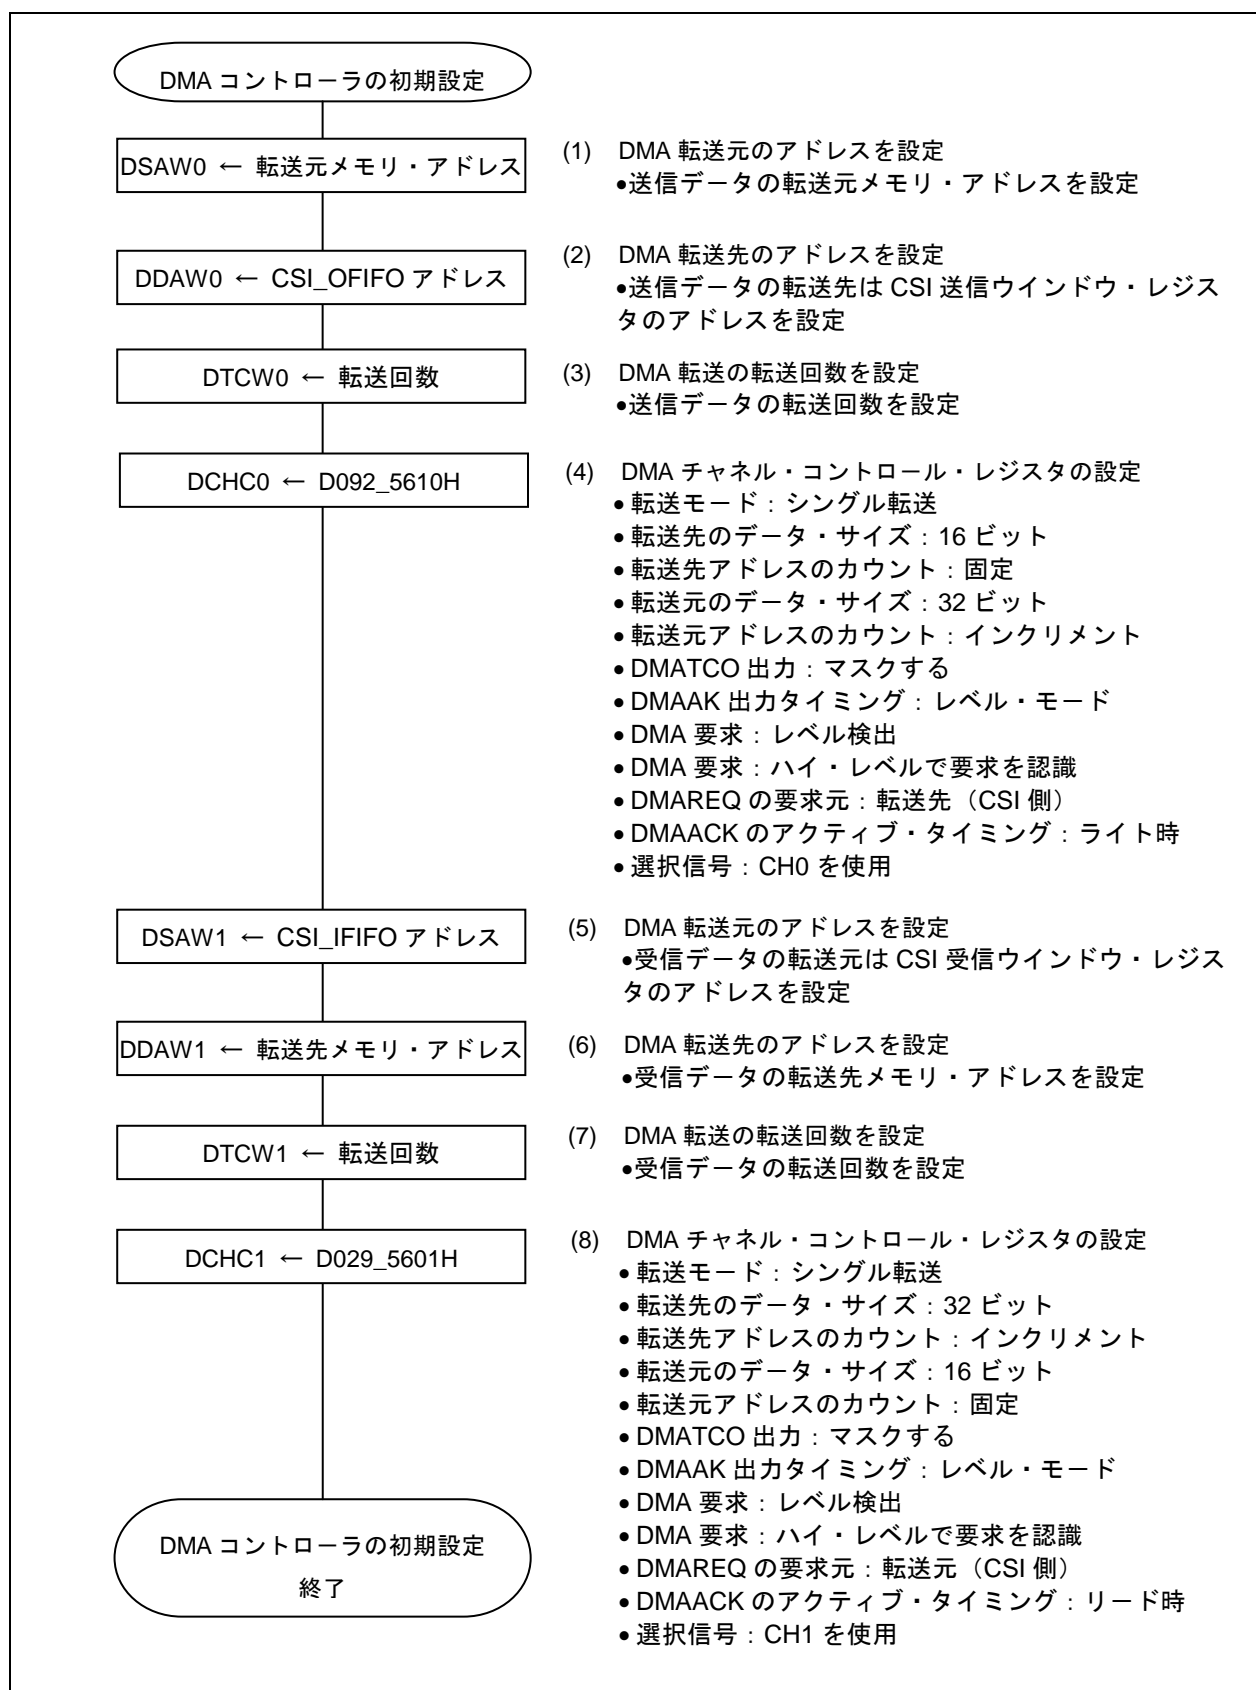 DMA コントローラの初期設定
DSAW0 ← 転送元メモリ・アドレス
(1) DMA 転送元のアドレスを設定
●送信データの転送元メモリ・アドレスを設定
DDAW0 ← CSI_OFIFO アドレス
(2) DMA 転送先のアドレスを設定
●送信データの転送先は CSI 送信ウインドウ・レジス
タのアドレスを設定
DTCW0 ← 転送回数
(3) DMA 転送の転送回数を設定
●送信データの転送回数を設定
DCHC0 ← D092_5610H
(4) DMA チャネル・コントロール・レジスタの設定
● 転送モード：シングル転送
● 転送先のデータ・サイズ：16 ビット
● 転送先アドレスのカウント：固定
● 転送元のデータ・サイズ：32 ビット
● 転送元アドレスのカウント：インクリメント
● DMATCO 出力：マスクする
● DMAAK 出力タイミング：レベル・モード
● DMA 要求：レベル検出
● DMA 要求：ハイ・レベルで要求を認識
● DMAREQ の要求元：転送先（CSI 側）
● DMAACK のアクティブ・タイミング：ライト時
● 選択信号：CH0 を使用
DSAW1 ← CSI_IFIFO アドレス
(5) DMA 転送元のアドレスを設定
●受信データの転送元は CSI 受信ウインドウ・レジス
タのアドレスを設定
DDAW1 ← 転送先メモリ・アドレス
(6) DMA 転送先のアドレスを設定
●受信データの転送先メモリ・アドレスを設定
DTCW1 ← 転送回数
(7) DMA 転送の転送回数を設定
●受信データの転送回数を設定
DCHC1 ← D029_5601H
(8) DMA チャネル・コントロール・レジスタの設定
● 転送モード：シングル転送
● 転送先のデータ・サイズ：32 ビット
● 転送先アドレスのカウント：インクリメント
● 転送元のデータ・サイズ：16 ビット
● 転送元アドレスのカウント：固定
● DMATCO 出力：マスクする
● DMAAK 出力タイミング：レベル・モード
● DMA 要求：レベル検出
● DMA 要求：ハイ・レベルで要求を認識
● DMAREQ の要求元：転送元（CSI 側）
● DMAACK のアクティブ・タイミング：リード時
● 選択信号：CH1 を使用
DMA コントローラの初期設定
終了